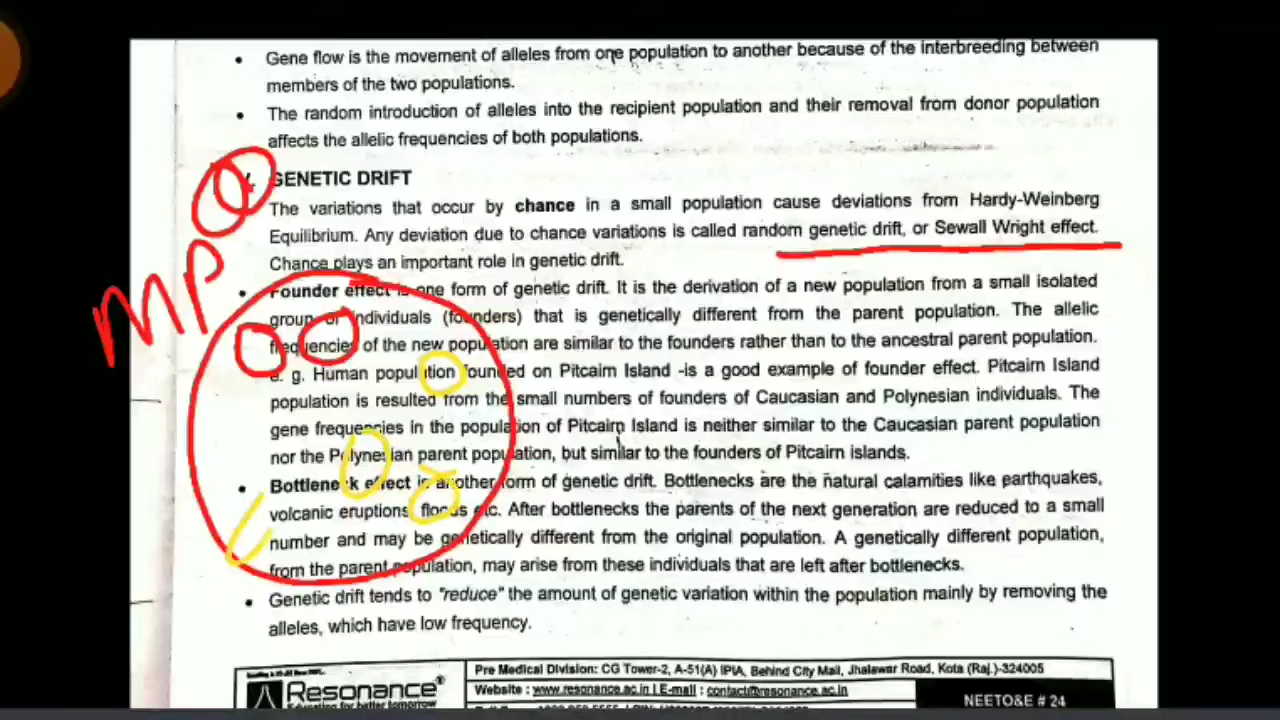 Gene flow is the movement of alleles from one population to another because of the interbreeding between
members of the two populations.
The random introduction of alleles into the recipient population and their removal from donor population
affects the allelic frequencies of both populations.
GENETIC DRIFT
The variations that occur by chance in a small population cause deviations from Hardy-Weinberg
Equilibrium. Any deviation due to chance variations is called random genetic drift, or Sewall Wright effect.
Chance plays an important role in genetic drift.
Founder effect is one form of genetic drift. It is the derivation of a new population from a small isolated
group of individuals (founders) that is genetically different from the parent population. The allelic
frequencies of the new population are similar to the founders rather than to the ancestral parent population.
e. g. Human population founded on Pitcairn Island -is a good example of founder effect. Pitcairn Island
population is resulted from the small numbers of founders of Caucasian and Polynesian individuals. The
gene frequencies in the population of Pitcairn Island is neither similar to the Caucasian parent population
nor the Polynesian parent population, but similar to the founders of Pitcairn islands.
Bottleneck effect is another form of genetic drift. Bottlenecks are the natural calamities like earthquakes,
volcanic eruptions, floods etc. After bottlenecks the parents of the next generation are reduced to a small
number and may be genetically different from the original population. A genetically different population,
from the parent population, may arise from these individuals that are left after bottlenecks.
Genetic drift tends to "reduce" the amount of genetic variation within the population mainly by removing the
alleles, which have low frequency.
MPQ
Resonance®
Education for better tomorrow
Pre Medical Division: CG Tower-2, A-51(A) IPIA, Behind City Mall, Jhalawar Road, Kota (Raj.)-324005
Website : www.resonance.ac.in | E-mail : contact@resonance.ac.in
NEETO&E # 24